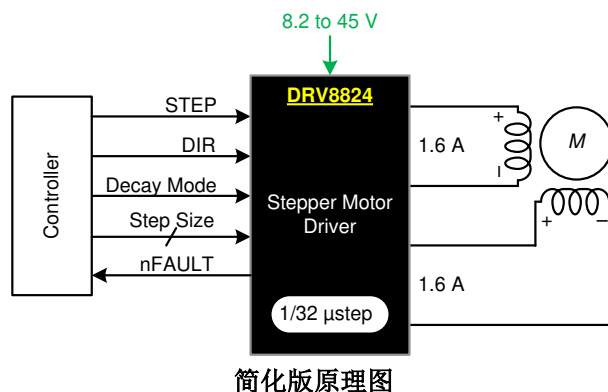 8.2 to 45 V
DRV8824
Controller
STEP
DIR
Decay Mode
Step Size
nFAULT
Stepper Motor
Driver
1/32 µstep
+
1.6 A
–
M
+
–
1.6 A
简化版原理图